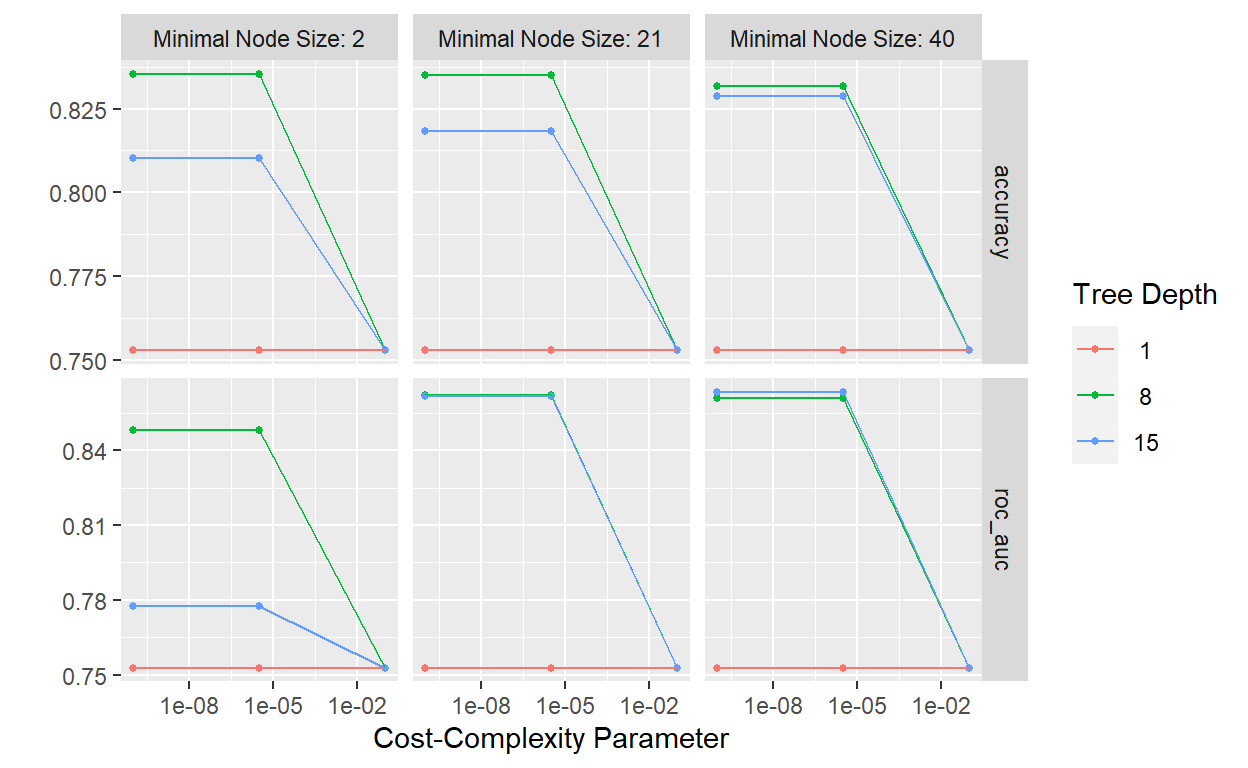 Minimal Node Size: 2
Minimal Node Size: 21
Minimal Node Size: 40
0.825
0.800
0.775
0.750
accuracy
0.84
0.81
0.78
0.75
roc_auc
1e-08 1e-05 1e-02
1e-08 1e-05 1e-02
1e-08 1e-05 1e-02
Cost-Complexity Parameter
Tree Depth
1
8
15